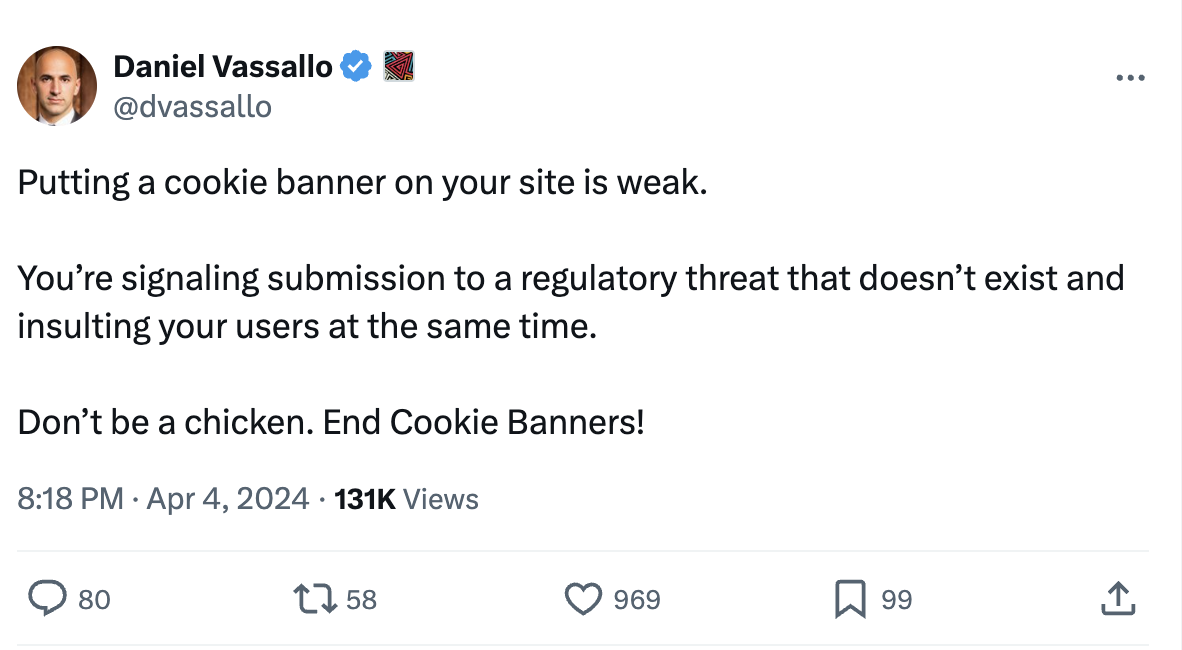 Daniel Vassallo
@dvassallo
Putting a cookie banner on your site is weak.
You’re signaling submission to a regulatory threat that doesn’t exist and
insulting your users at the same time.
Don’t be a chicken. End Cookie Banners!
8:18 PM · Apr 4, 2024 · 131K Views
80 58 969 99